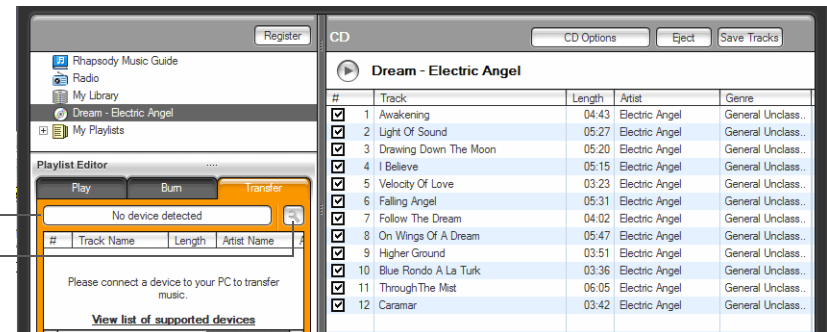 Register
Rhapsody Music Guide
Radio
My Library
Dream - Electric Angel
My Playlists
Playlist Editor
Play Burn Transfer
No device detected
# Track Name Length Artist Name A
Please connect a device to your PC to transfer
music.
View list of supported devices
CD CD Options Eject Save Tracks
Dream - Electric Angel
# Track Length Artist Genre
1 Awakening 04:43 Electric Angel General Unclass..
2 Light Of Sound 05:27 Electric Angel General Unclass..
3 Drawing Down The Moon 05:20 Electric Angel General Unclass..
4 I Believe 05:15 Electric Angel General Unclass..
5 Velocity Of Love 03:23 Electric Angel General Unclass..
6 Falling Angel 05:31 Electric Angel General Unclass..
7 Follow The Dream 04:02 Electric Angel General Unclass..
8 On Wings Of A Dream 05:47 Electric Angel General Unclass..
9 Higher Ground 03:51 Electric Angel General Unclass..
10 Blue Rondo A La Turk 03:36 Electric Angel General Unclass..
11 ThroughThe Mist 06:05 Electric Angel General Unclass..
12 Caramar 03:42 Electric Angel General Unclass..